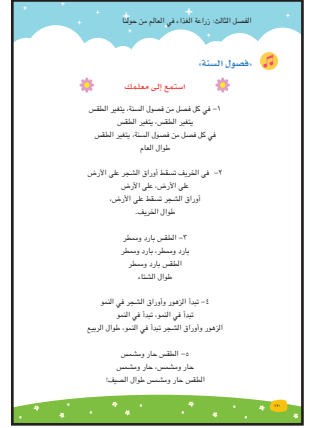 الفصل الثالث: زراعة الغذاء في العالم من حولنا
«فصول السنة»
استمع إلى معلمك
١- في كل فصل من فصول السنة، يتغير الطقس
يتغير الطقس، يتغير الطقس
في كل فصل من فصول السنة، يتغير الطقس
طوال العام
٢- في الخريف تسقط أوراق الشجر على الأرض
على الأرض، على الأرض
أوراق الشجر تسقط على الأرض،
طوال الخريف.
٣- الطقس بارد وممطر
بارد وممطر، بارد وممطر
الطقس بارد وممطر
طوال الشتاء
٤- تبدأ الزهور وأوراق الشجر في النمو
تبدأ في النمو، تبدأ في النمو
الزهور وأوراق الشجر تبدأ في النمو، طوال الربيع
٥- الطقس حار ومشمس
حار ومشمس، حار ومشمس
الطقس حار ومشمس طوال الصيف!